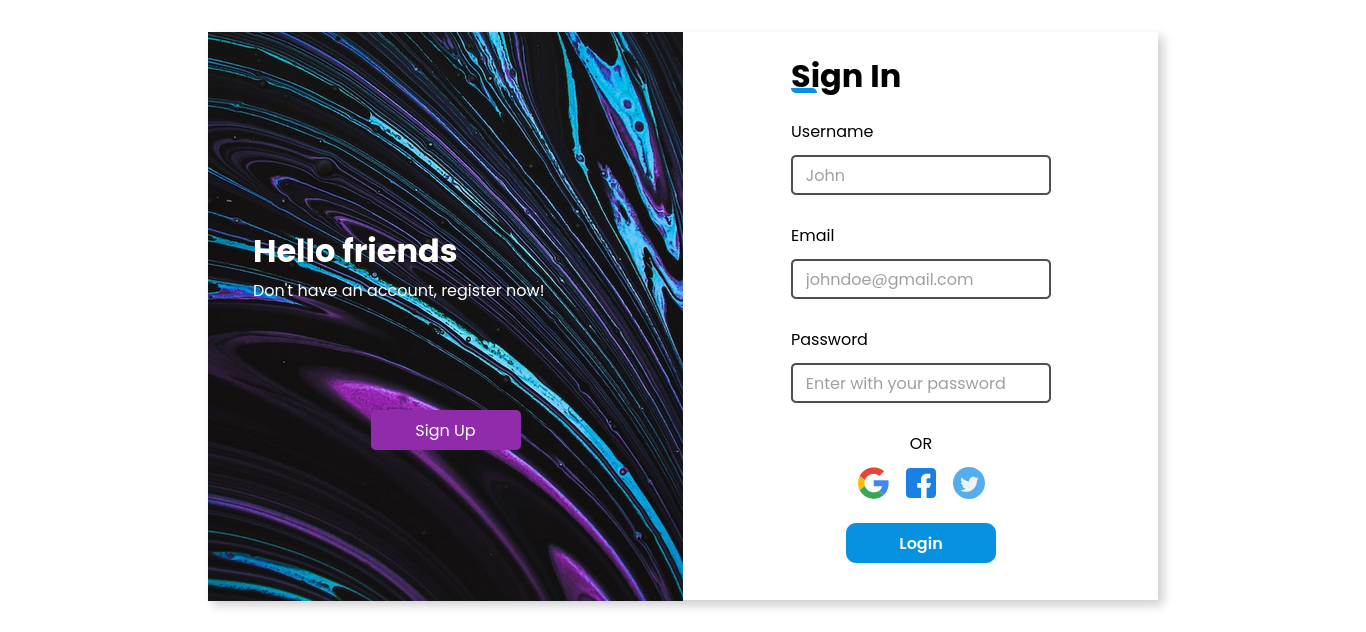 Hello friends
Don't have an account, register now!
Sign Up
Sign In
Username
John
Email
johndoe@gmail.com
Password
Enter with your password
OR
Login